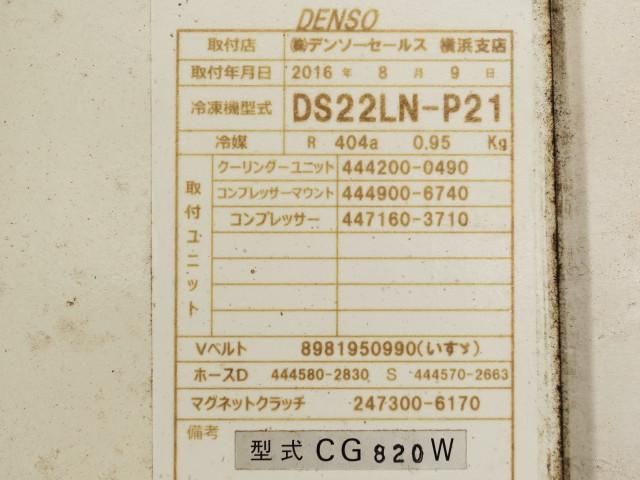 DENSO
取付店 ㈱デンソーセールス 横浜支店
取付年月日 2016 年 8 月 9 日
冷凍機型式 DS22LN-P21
冷媒 R 404a 0.95 Kg
取付ユニット
クーリングーユニット 444200-0490
コンプレッサーマウント 444900-6740
コンプレッサー 447160-3710
Vベルト 8981950990(いすゞ)
ホースD 444580-2830 S 444570-2663
マグネットクラッチ 247300-6170
備考 型式 CG820W